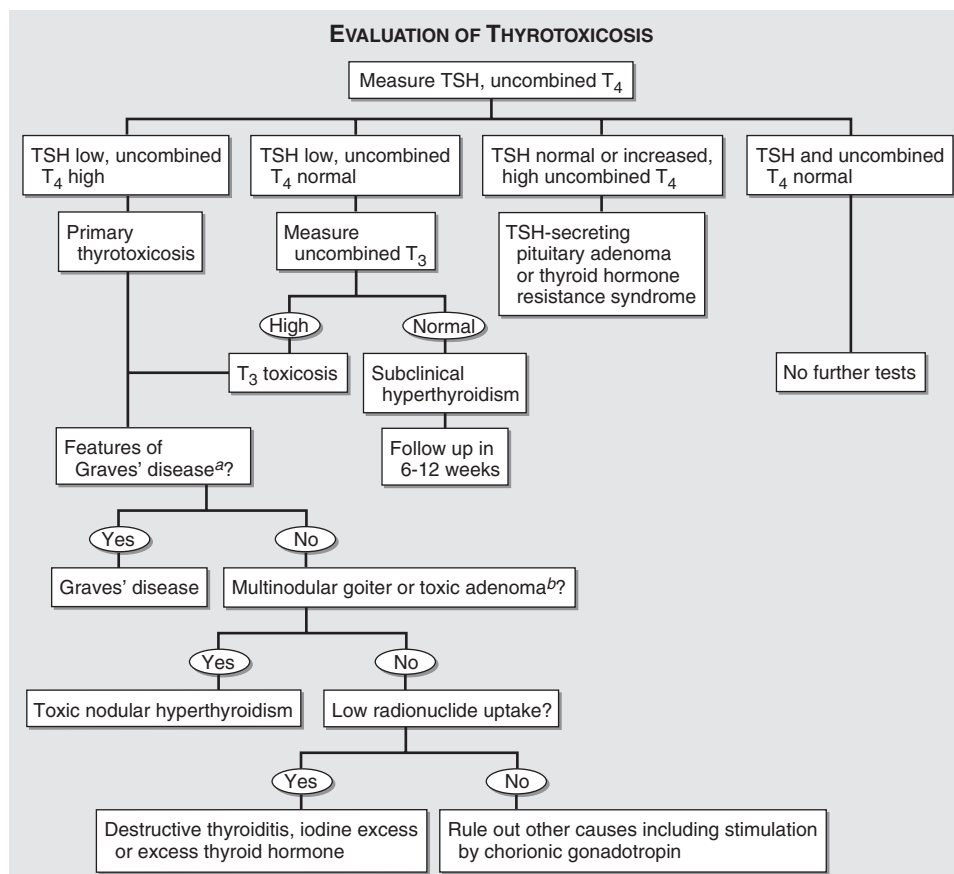 EVALUATION OF THYROTOXICOSIS
Measure TSH, uncombined T4
TSH low, uncombined
T4 high
TSH low, uncombined
T4 normal
TSH normal or increased,
high uncombined T4
TSH and uncombined
T4 normal
Primary
thyrotoxicosis
Measure
uncombined T3
TSH-secreting
pituitary adenoma
or thyroid hormone
resistance syndrome
High
Normal
T3 toxicosis
Subclinical
hyperthyroidism
No further tests
Features of
Graves' diseasea?
Follow up in
6-12 weeks
Yes
No
Graves' disease
Multinodular goiter or toxic adenomab?
Yes
No
Toxic nodular hyperthyroidism
Low radionuclide uptake?
Yes
No
Destructive thyroiditis, iodine excess
or excess thyroid hormone
Rule out other causes including stimulation
by chorionic gonadotropin